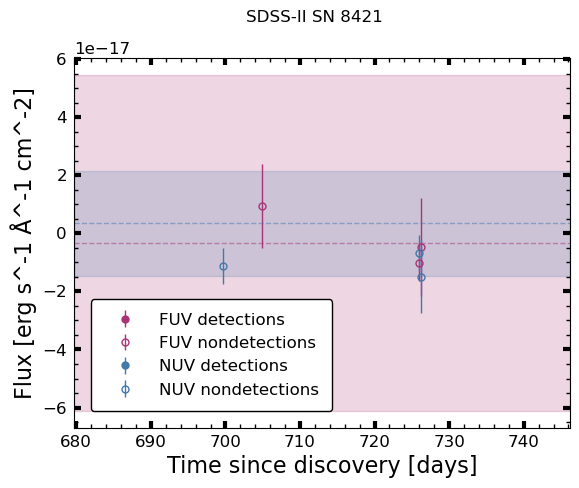 SDSS-II SN 8421
1e−17
6
4
2
0
−2
−4
−6
Flux [erg s^-1 Å^-1 cm^-2]
FUV detections
FUV nondetections
NUV detections
NUV nondetections
680 690 700 710 720 730 740
Time since discovery [days]